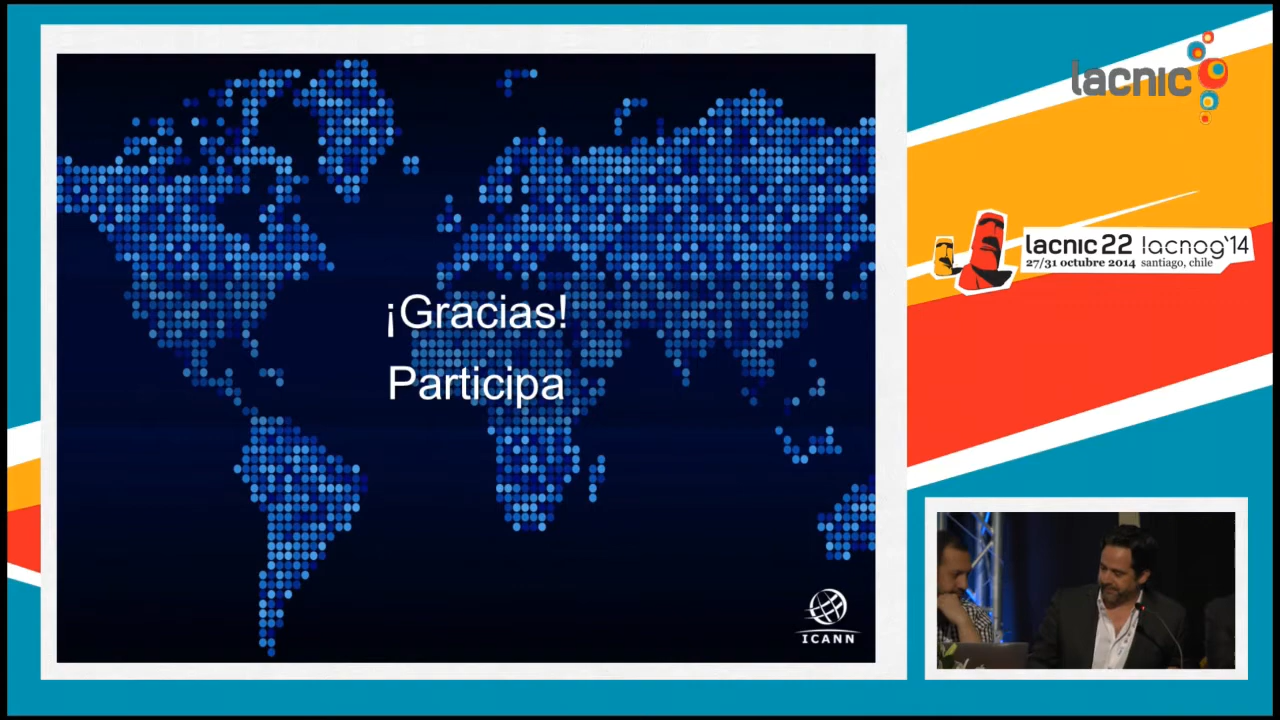 ¡Gracias!
Participa
ICANN
lacnic
lacnic 22 lacnog'14
27/31 octubre 2014 santiago, chile